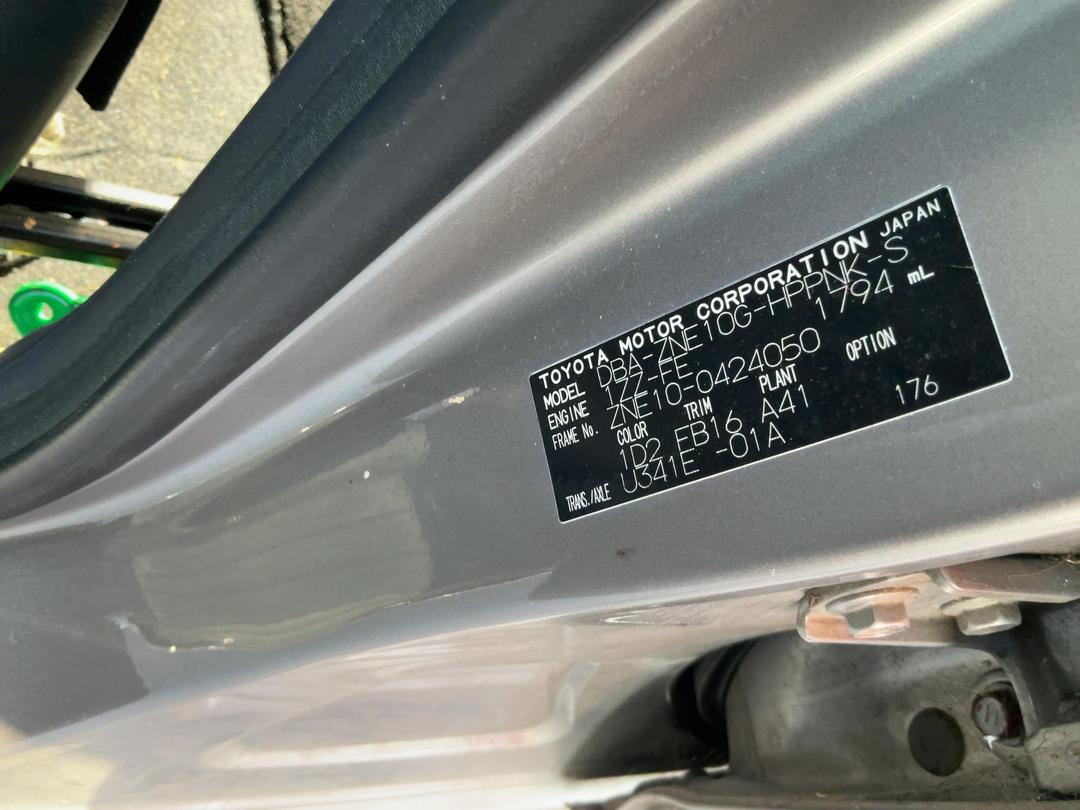 TOYOTA MOTOR CORPORATION JAPAN
MODEL DBA-ZNE10G-HPPNK-S
ENGINE 1ZZ-FE 1794 mL
FRAME No. ZNE10-0424050
COLOR TRIM PLANT OPTION
1D2 FB16 A41 176
TRANS./AXLE U341E -01A